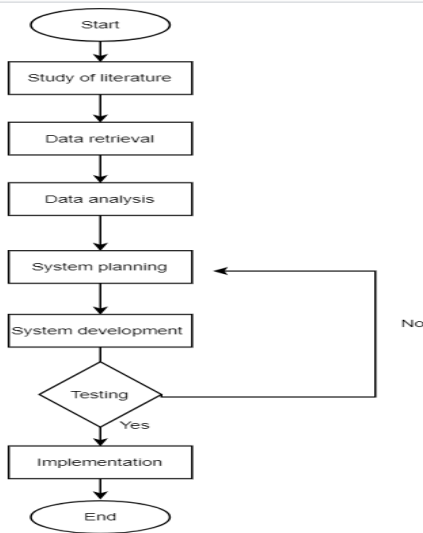 Start
Study of literature
Data retrieval
Data analysis
System planning
System development
No
Testing
Yes
Implementation
End